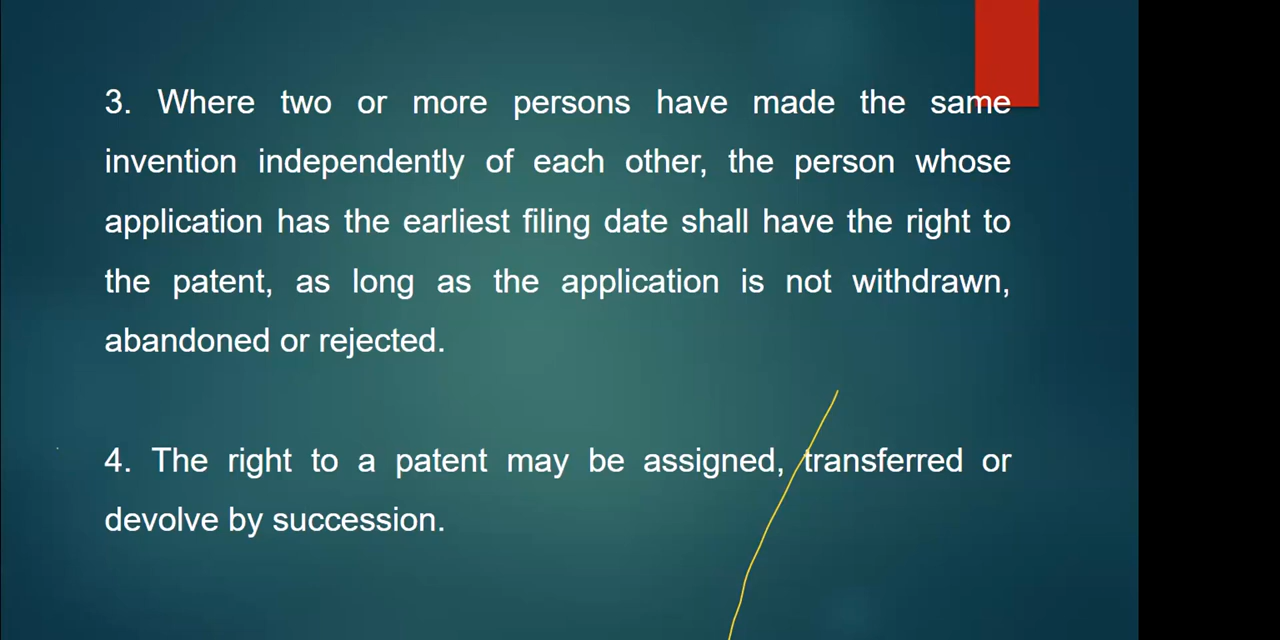 3. Where two or more persons have made the same
invention independently of each other, the person whose
application has the earliest filing date shall have the right to
the patent, as long as the application is not withdrawn,
abandoned or rejected.
4. The right to a patent may be assigned, transferred or
devolve by succession.